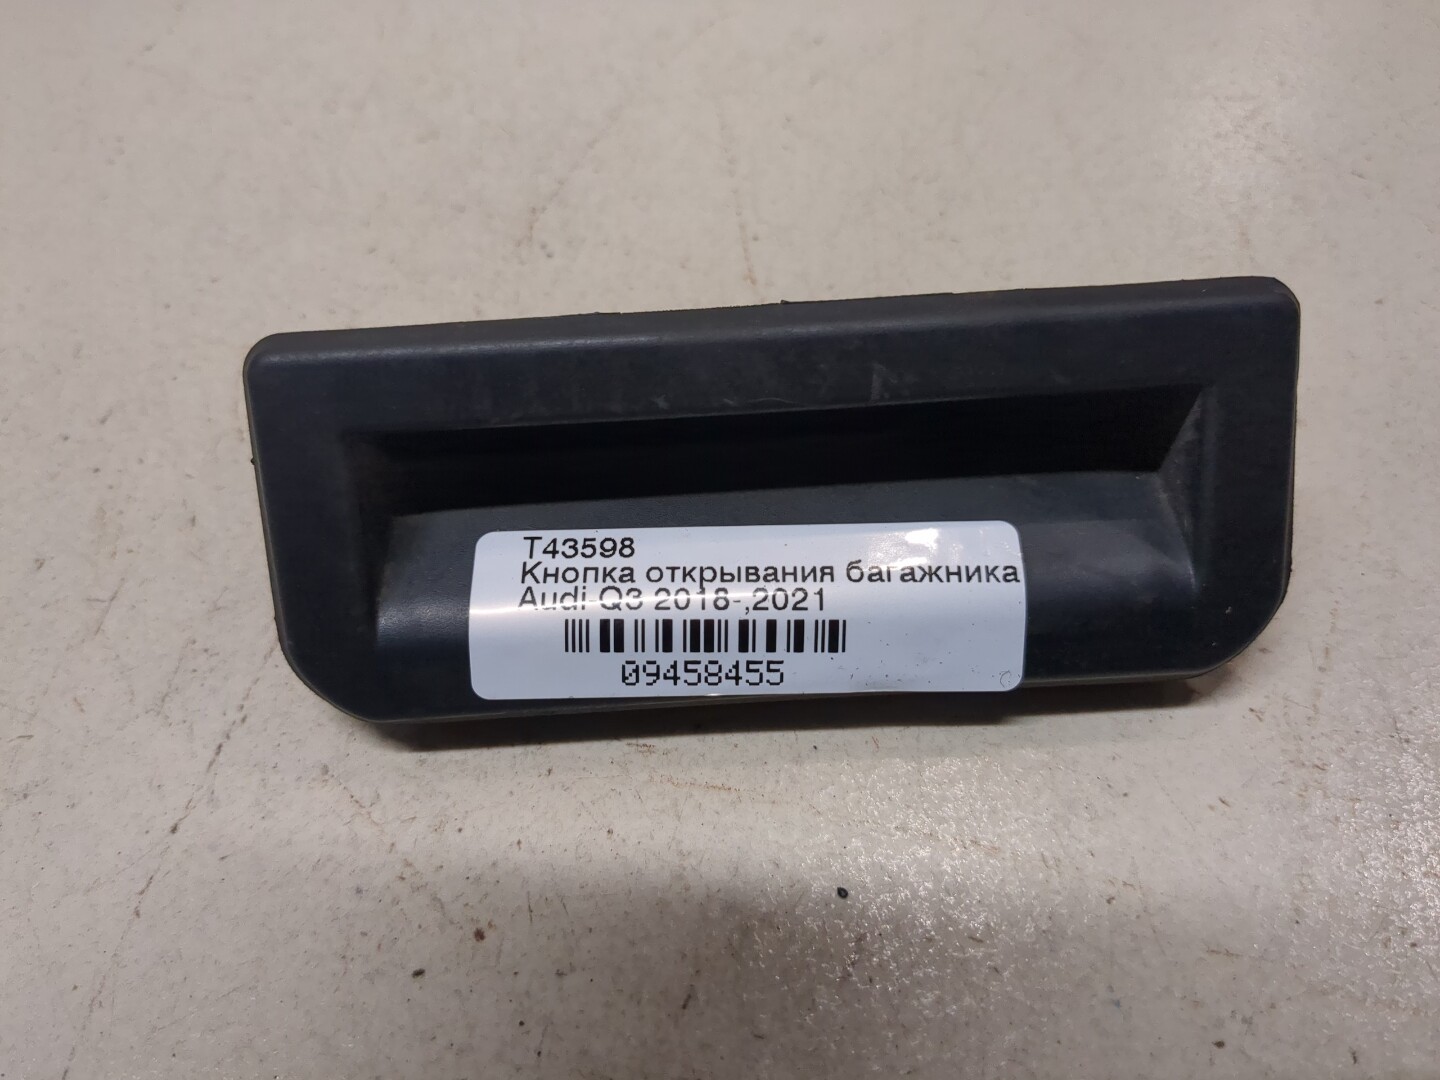 T43598
Кнопка открывания багажника
Audi Q3 2018-,2021
09458455